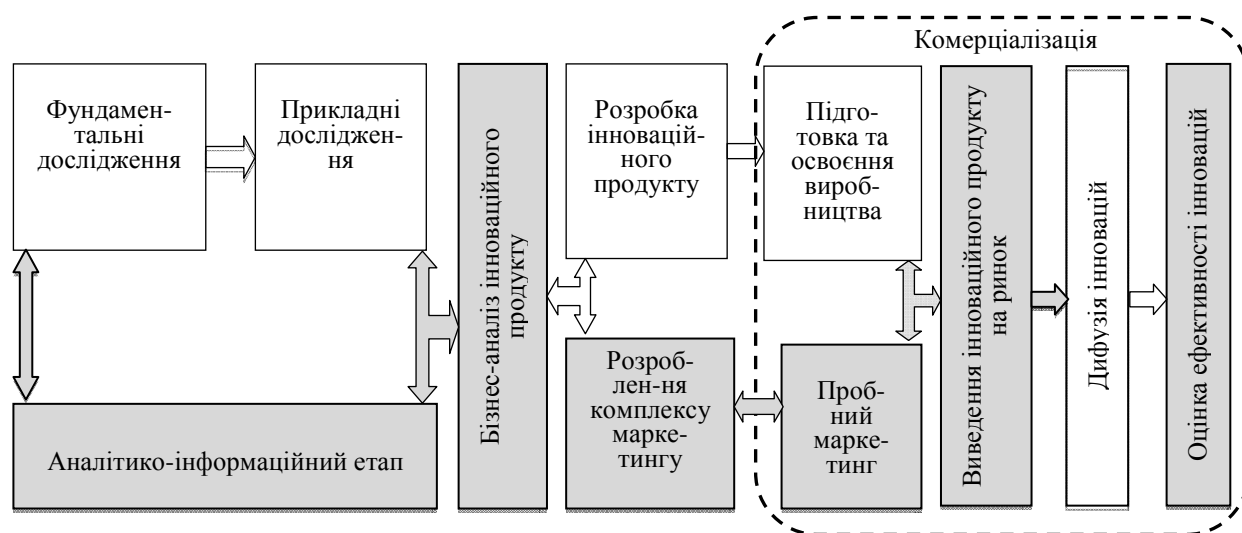 Комерціалізація
Фундамен-
тальні
дослідження
Прикладні
досліджен-
ня
Бізнес-аналіз інноваційного
продукту
Розробка
інновацій-
ного
продукту
Підго-
товка та
освоєння
вироб-
ництва
Виведення інноваційного продукту
на ринок
Дифузія інновацій
Оцінка ефективності інновацій
Аналітико-інформаційний етап
Розроб-
лен-ня
комплексу
марке-
тингу
Проб-
ний
марке-
тинг